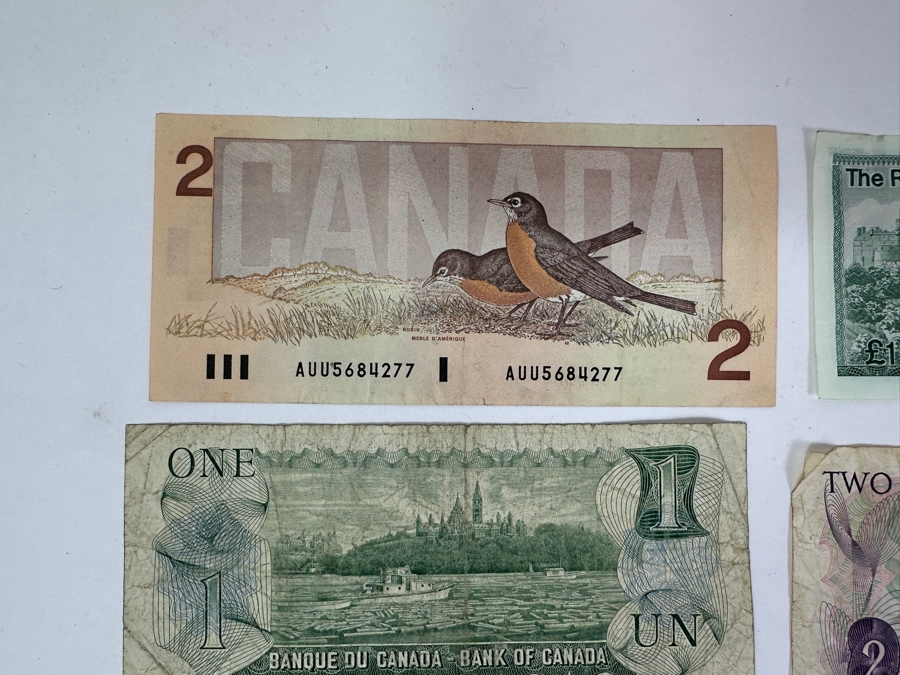 CANADA
2
ROBIN
MERLE D'AMÉRIQUE
2
AUU5684277 AUU5684277
The R
£1
ONE
1
1
UN
BANQUE DU CANADA - BANK OF CANADA
TWO
2